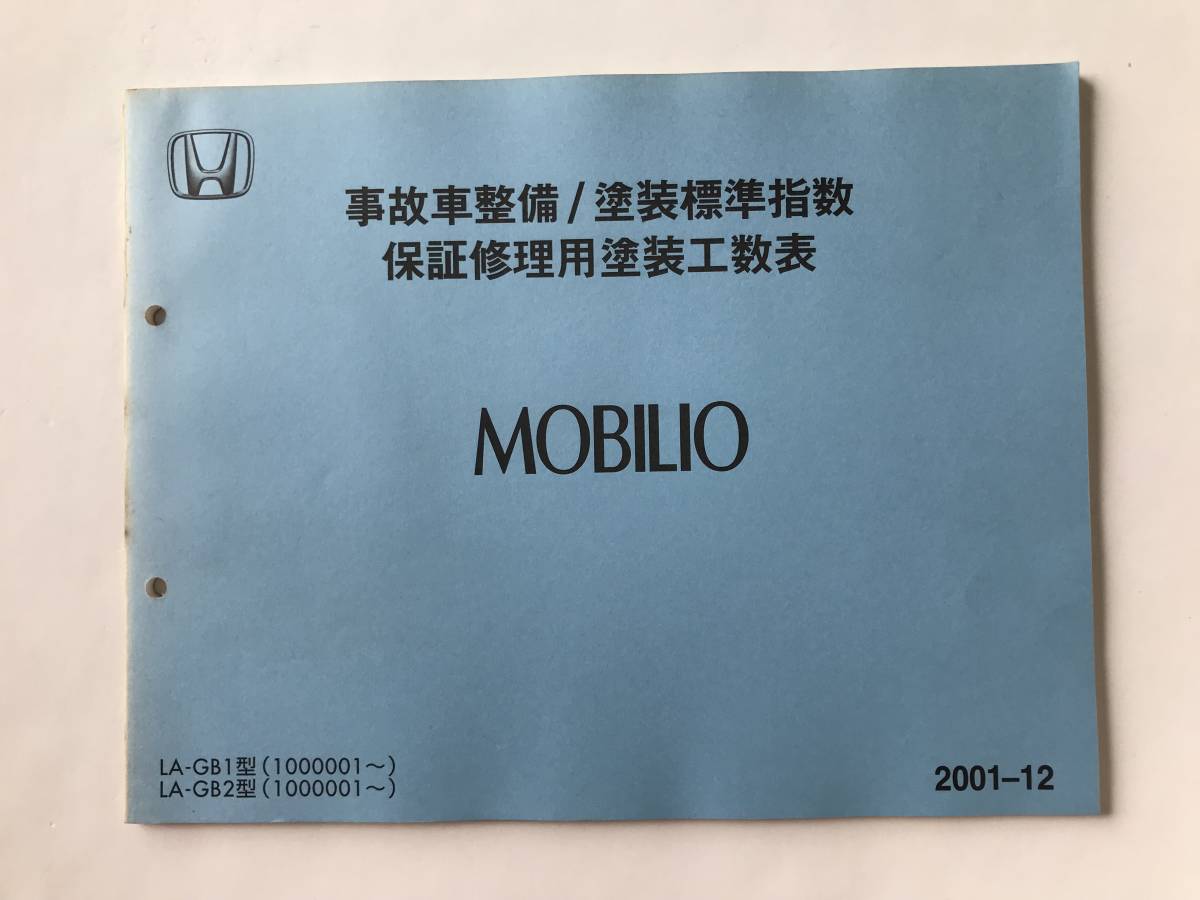 事故車整備/塗装標準指数
保証修理用塗装工数表
MOBILIO
LA-GB1型(1000001〜)
LA-GB2型(1000001〜)
2001-12